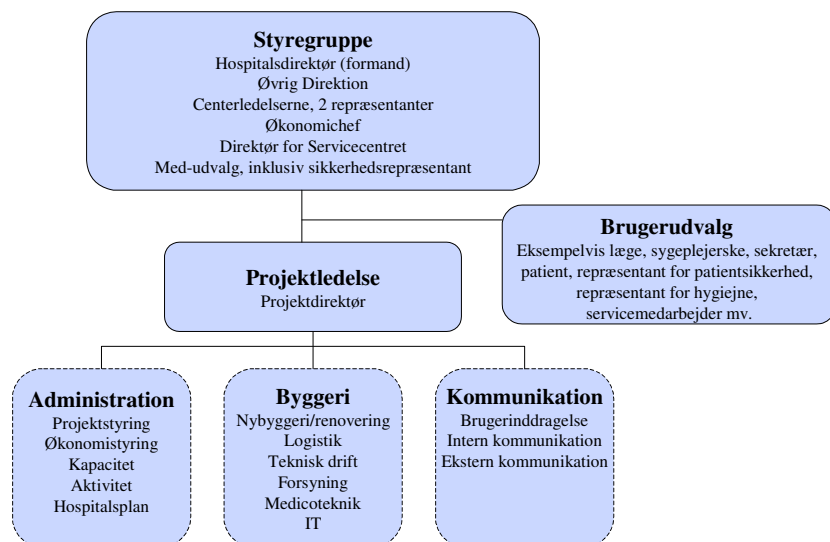 Styregruppe
Hospitalsdirektør (formand)
Øvrig Direktion
Centerledelserne, 2 repræsentanter
Økonomichef
Direktør for Servicecentret
Med-udvalg, inklusiv sikkerhedsrepræsentant
Brugerudvalg
Eksempelvis læge, sygeplejerske, sekretær,
patient, repræsentant for patientsikkerhed,
repræsentant for hygiejne,
servicemedarbejder mv.
Projektledelse
Projektdirektør
Administration
Projektstyring
Økonomistyring
Kapacitet
Aktivitet
Hospitalsplan
Byggeri
Nybyggeri/renovering
Logistik
Teknisk drift
Forsyning
Medicoteknik
IT
Kommunikation
Brugerinddragelse
Intern kommunikation
Ekstern kommunikation